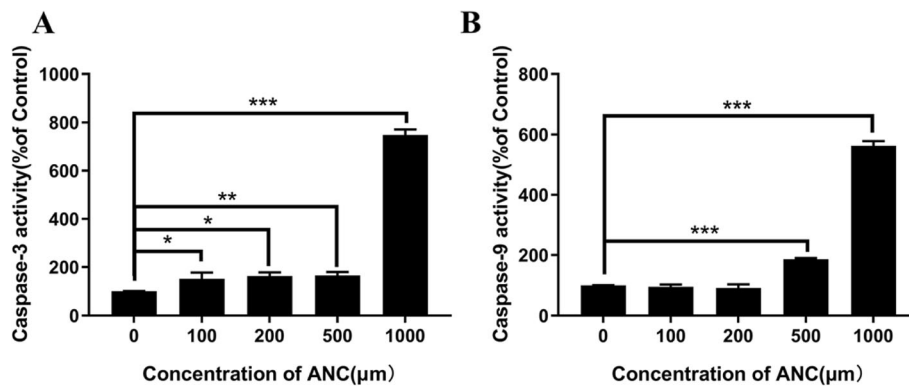 A
Caspase-3 activity(%of Control)
1000
800
600
400
200
0
***
**
*
*
0 100 200 500 1000
Concentration of ANC(μm)
B
Caspase-9 activity(%of Control)
800
600
400
200
0
***
***
0 100 200 500 1000
Concentration of ANC(μm)